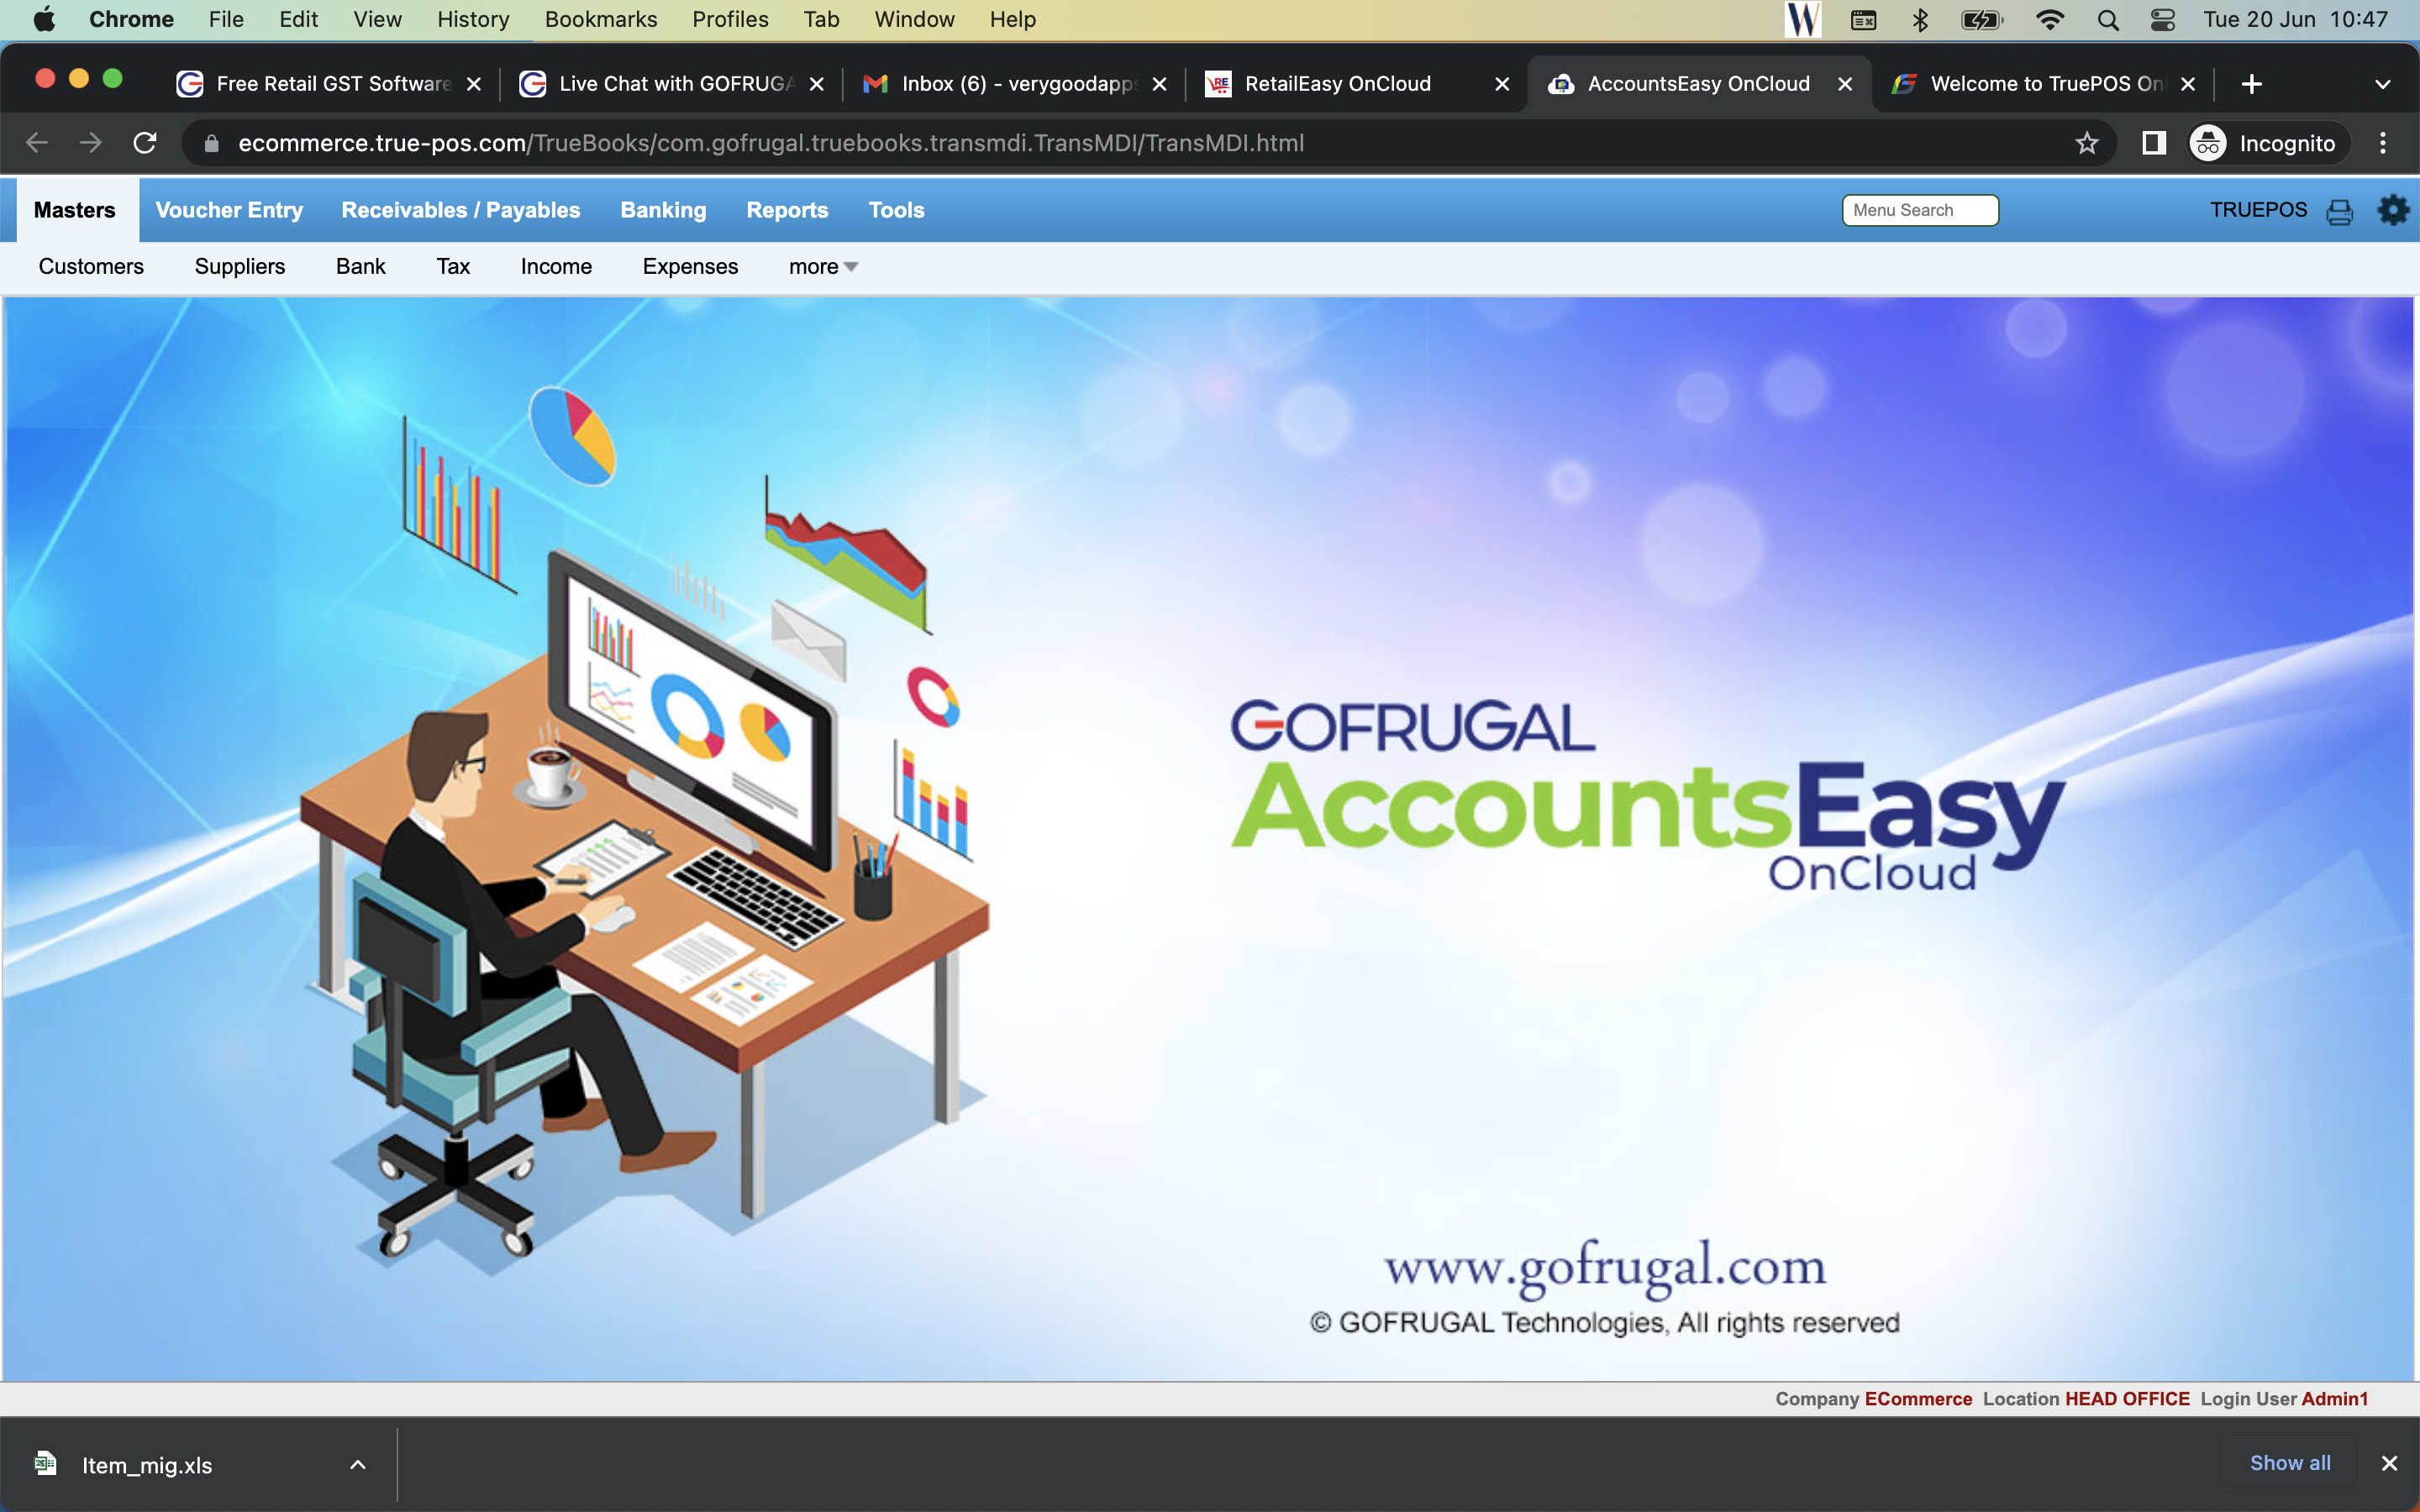 Chrome File Edit View History Bookmarks Profiles Tab Window Help Tue 20 Jun 10:47
Free Retail GST Software Live Chat with GOFRUGA Inbox (6) - verygoodapps RetailEasy OnCloud AccountsEasy OnCloud Welcome to TruePOS On
ecommerce.true-pos.com/TrueBooks/com.gofrugal.truebooks.transmdi.TransMDI/TransMDI.html Incognito
Masters Voucher Entry Receivables / Payables Banking Reports Tools Menu Search TRUEPOS
Customers Suppliers Bank Tax Income Expenses more
GOFRUGAL
AccountsEasy
OnCloud
www.gofrugal.com
© GOFRUGAL Technologies, All rights reserved
Company ECommerce Location HEAD OFFICE Login User Admin1
Item_mig.xls Show all